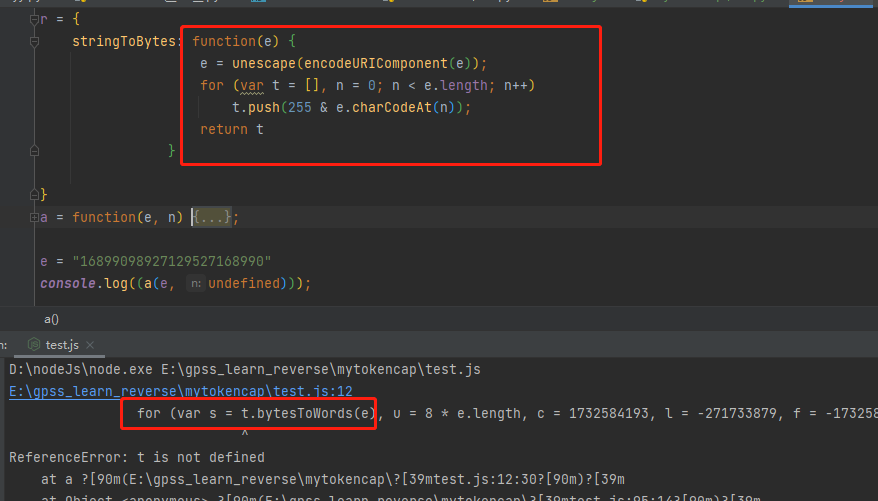 r = {
stringToBytes: function(e) {
e = unescape(encodeURIComponent(e));
for (var t = [], n = 0; n < e.length; n++)
t.push(255 & e.charCodeAt(n));
return t
}
}
a = function(e, n) {...};
e = "16899098927129527168990"
console.log((a(e, n: undefined)));
a()
test.js ×
D:\nodeJs\node.exe E:\gpss_learn_reverse\mytokencap\test.js
E:\gpss_learn_reverse\mytokencap\test.js:12
for (var s = t.bytesToWords(e), u = 8 * e.length, c = 1732584193, l = -271733879, f = -173258
^
ReferenceError: t is not defined
at a ?[90m(E:\gpss_learn_reverse\mytokencap\?[39mtest.js:12:30?[90m)?[39m
at Object.<anonymous> ?[90m(E:\gpss_learn_reverse\mytokencap\?[39mtest.js:95:14?[90m)?[39m